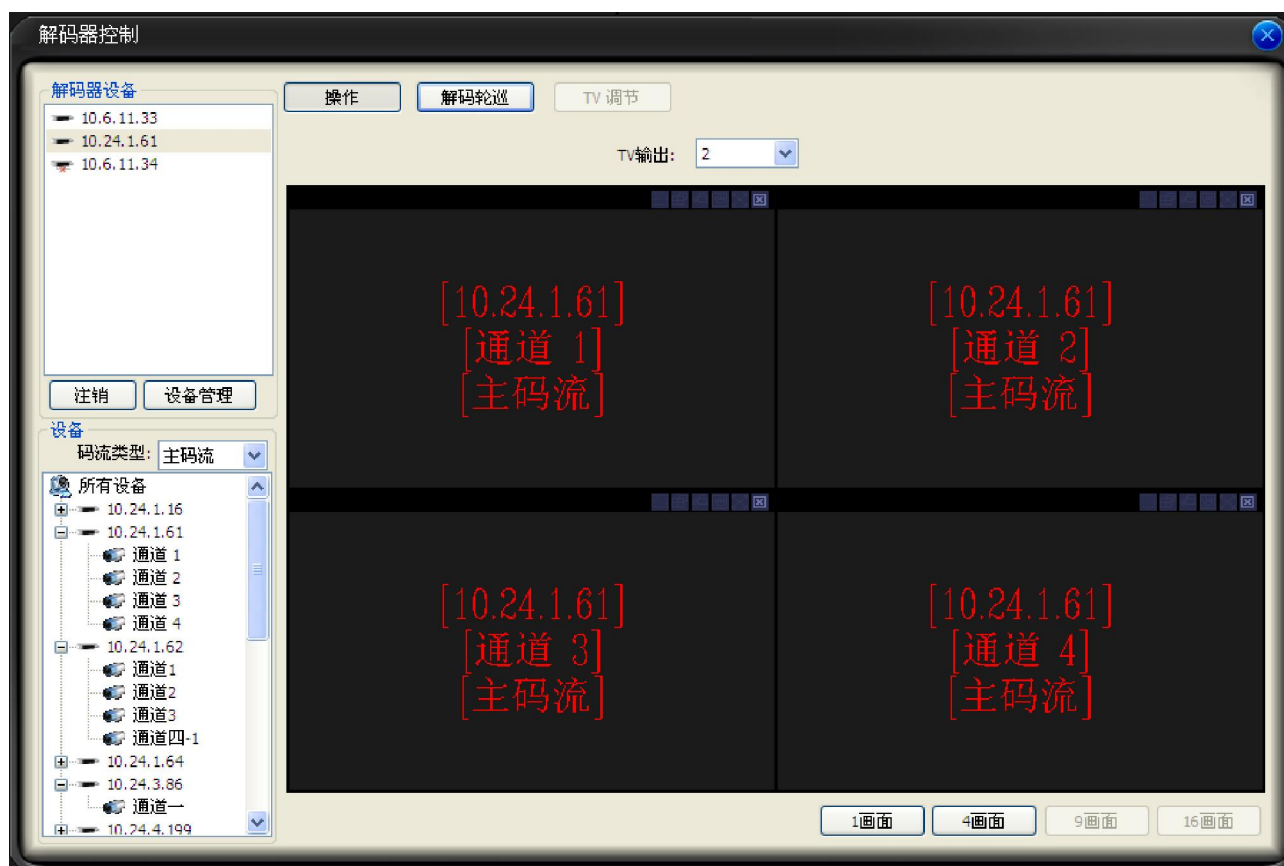 解码器控制
解码器设备
10.6.11.33
10.24.1.61
10.6.11.34
注销 设备管理
设备
码流类型: 主码流
所有设备
10.24.1.16
10.24.1.61
通道 1
通道 2
通道 3
通道 4
10.24.1.62
通道1
通道2
通道3
通道四-1
10.24.1.64
10.24.3.86
通道一
10.24.4.199
操作 解码轮巡 TV 调节
TV输出: 2
[10.24.1.61]
[通道 1]
[主码流]
[10.24.1.61]
[通道 2]
[主码流]
[10.24.1.61]
[通道 3]
[主码流]
[10.24.1.61]
[通道 4]
[主码流]
1画面 4画面 9画面 16画面